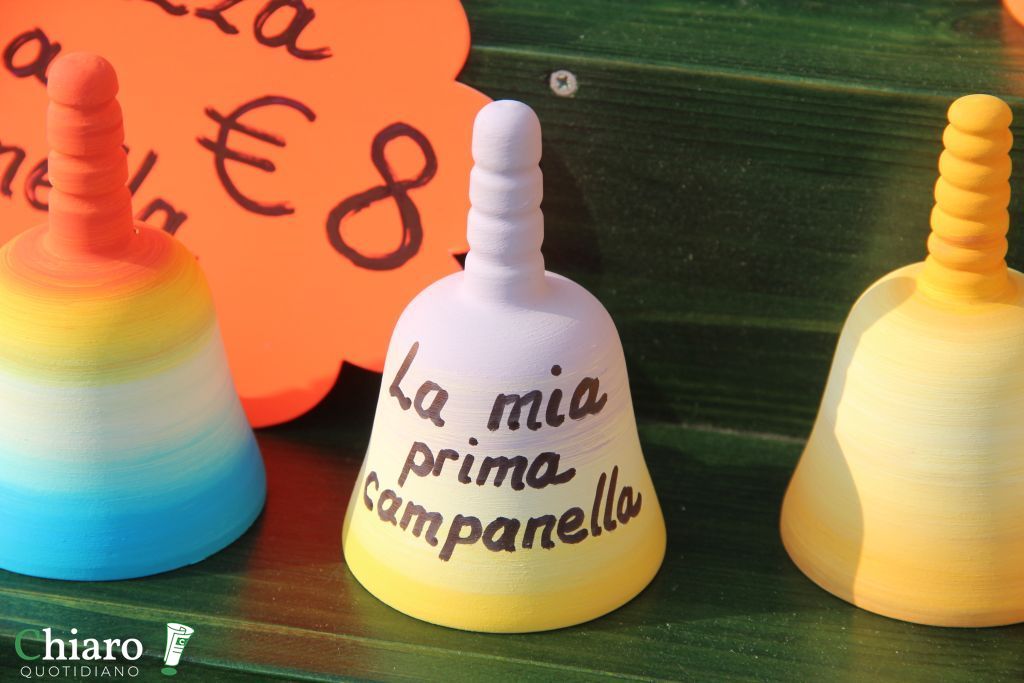 € 8
La mia
prima
campanella
Chiaro
QUOTIDIANO